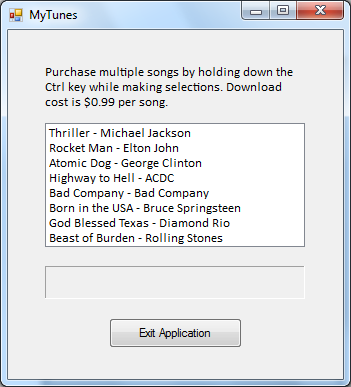 MyTunes
Purchase multiple songs by holding down the
Ctrl key while making selections. Download
cost is $0.99 per song.
Thriller - Michael Jackson
Rocket Man - Elton John
Atomic Dog - George Clinton
Highway to Hell - ACDC
Bad Company - Bad Company
Born in the USA - Bruce Springsteen
God Blessed Texas - Diamond Rio
Beast of Burden - Rolling Stones
Exit Application